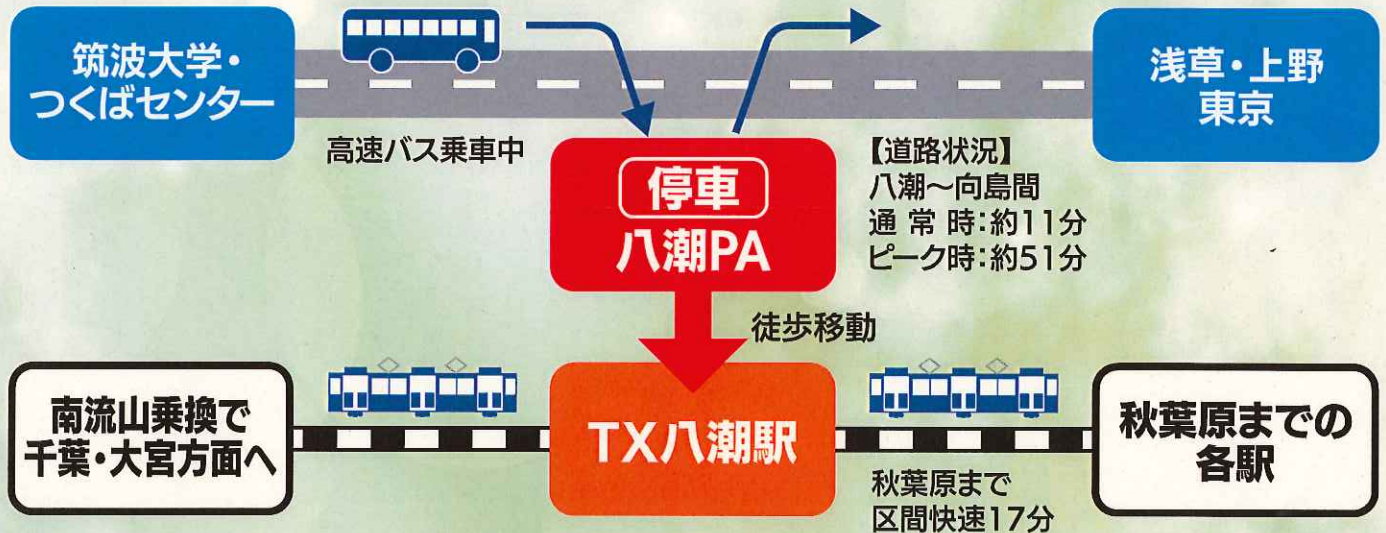 筑波大学・
つくばセンター
高速バス乗車中
停車
八潮PA
浅草・上野
東京
【道路状況】
八潮～向島間
通常時:約11分
ピーク時:約51分
徒歩移動
南流山乗換で
千葉・大宮方面へ
TX八潮駅
秋葉原まで
区間快速17分
秋葉原までの
各駅